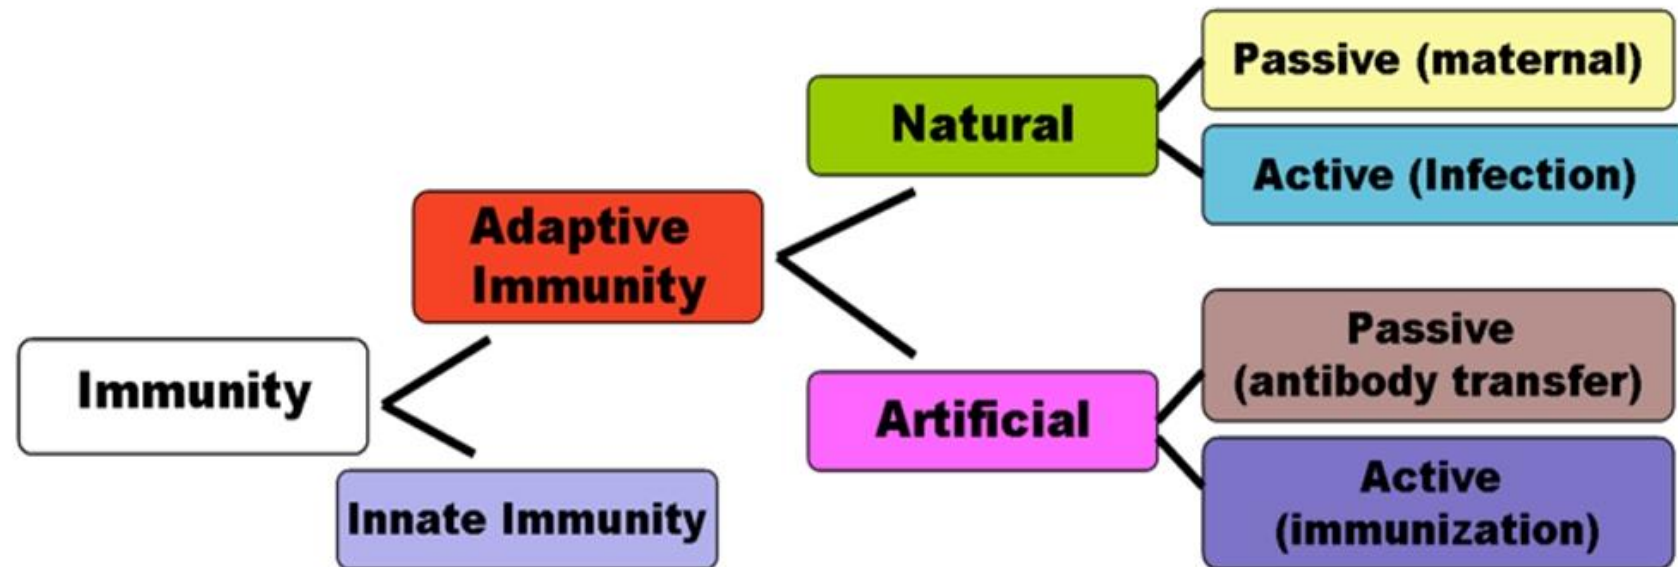 Passive (maternal)
Natural
Active (Infection)
Adaptive
Immunity
Passive
(antibody transfer)
Immunity
Artificial
Active
(immunization)
Innate Immunity